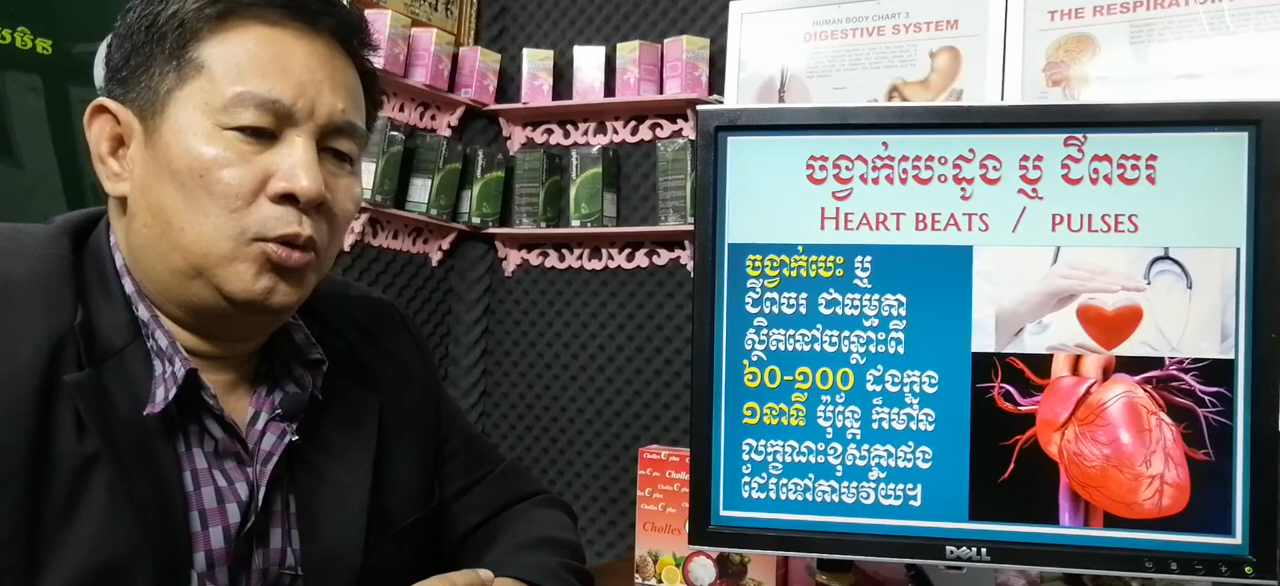 HUMAN BODY CHART 3
DIGESTIVE SYSTEM
THE RESPIRATOR
ចង្វាក់បេះដូង ឬ ជីពចរ
HEART BEATS / PULSES
ចង្វាក់បេះ ឬ
ជីពចរ ជាធម្មតា
ស្ថិតនៅចន្លោះពី
៦០-១០០ ដងក្នុង
១នាទី ប៉ុន្តែ ក៏មាន
លក្ខណះខុសគ្នាផង
ដែរទៅតាមវ័យ។
Cholles C plus
Cholles
DELL